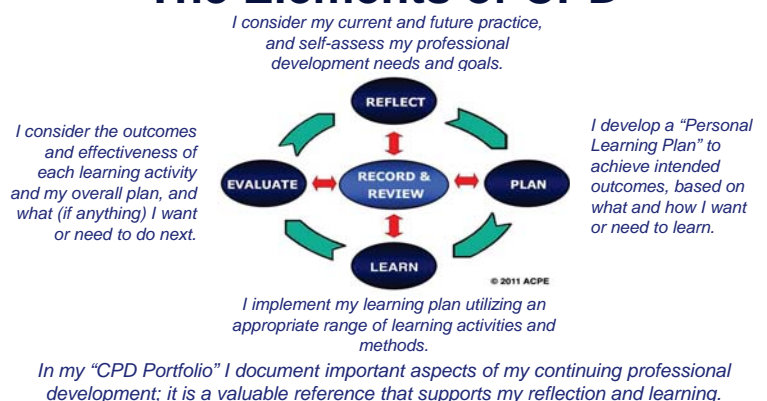 The Elements of CPD
I consider my current and future practice,
and self-assess my professional
development needs and goals.
REFLECT
I consider the outcomes
and effectiveness of
each learning activity
and my overall plan, and
what (if anything) I want
or need to do next.
EVALUATE
RECORD &
REVIEW
PLAN
I develop a “Personal
Learning Plan” to
achieve intended
outcomes, based on
what and how I want
or need to learn.
LEARN
© 2011 ACPE
I implement my learning plan utilizing an
appropriate range of learning activities and
methods.
In my “CPD Portfolio” I document important aspects of my continuing professional
development; it is a valuable reference that supports my reflection and learning.